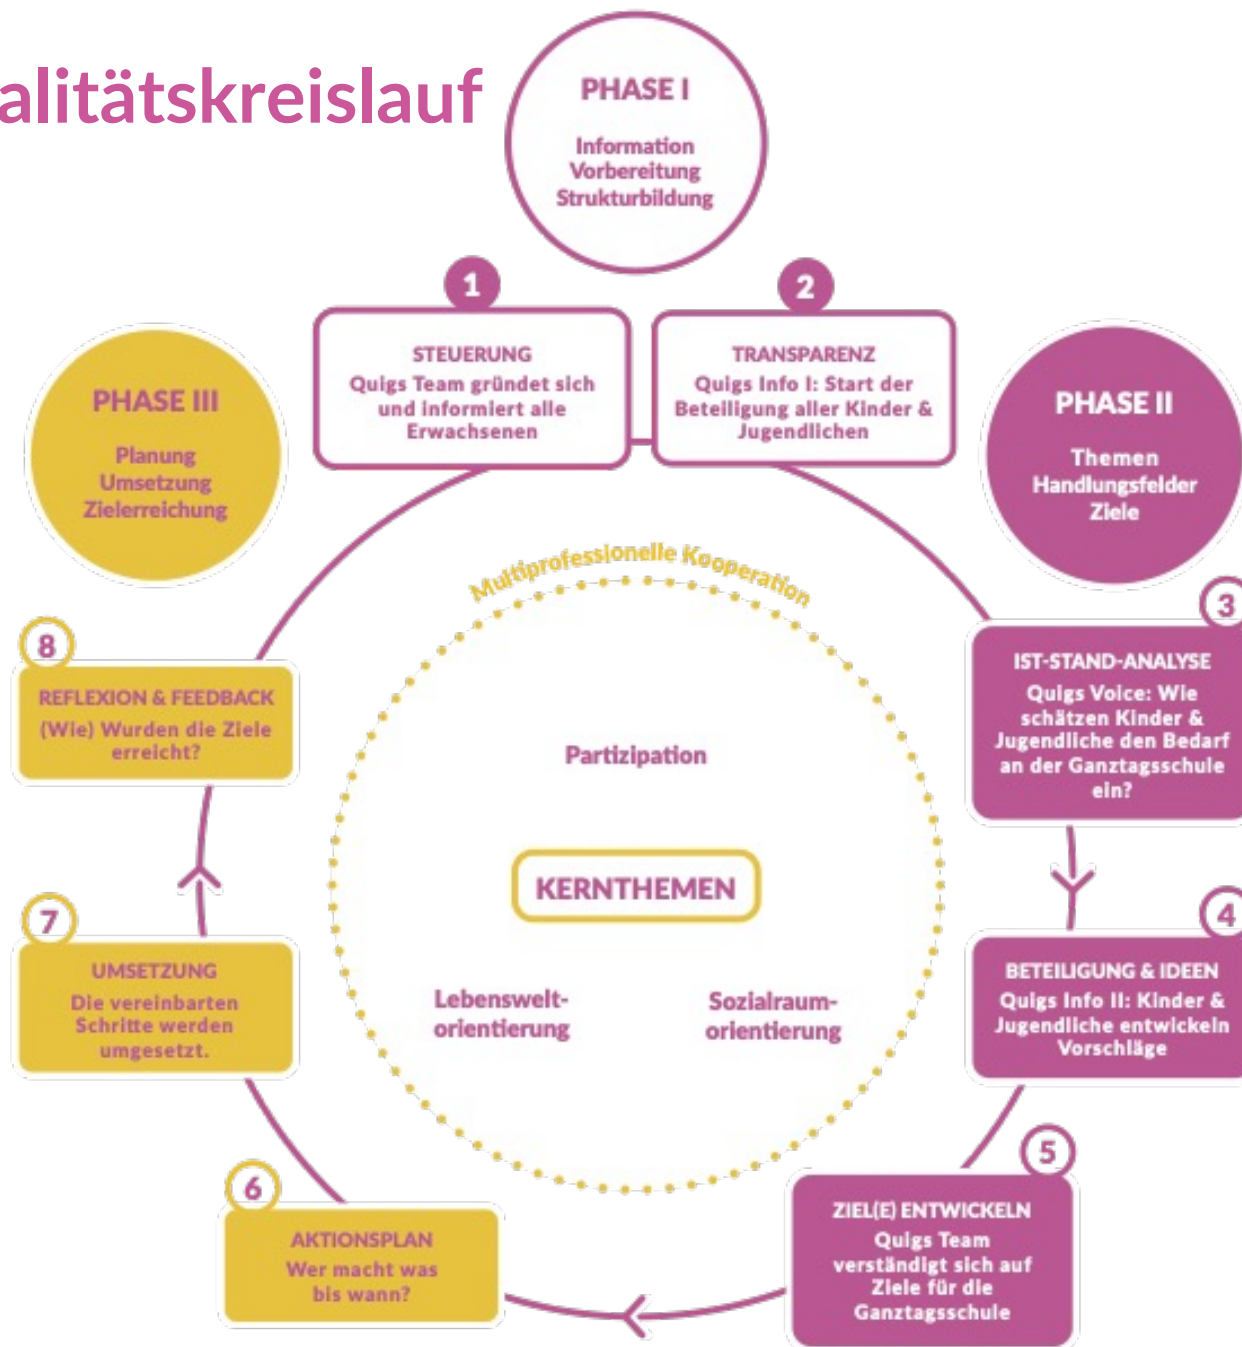 alitätskreislauf
PHASE I
Information
Vorbereitung
Strukturbildung
1
STEUERUNG
Quigs Team gründet sich
und informiert alle
Erwachsenen
2
TRANSPARENZ
Quigs Info I: Start der
Beteiligung aller Kinder &
Jugendlichen
PHASE II
Themen
Handlungsfelder
Ziele
3
IST-STAND-ANALYSE
Quigs Voice: Wie
schätzen Kinder &
Jugendliche den Bedarf
an der Ganztagsschule
ein?
4
BETEILIGUNG & IDEEN
Quigs Info II: Kinder &
Jugendliche entwickeln
Vorschläge
5
ZIEL(E) ENTWICKELN
Quigs Team
verständigt sich auf
Ziele für die
Ganztagsschule
PHASE III
Planung
Umsetzung
Zielerreichung
6
AKTIONSPLAN
Wer macht was
bis wann?
7
UMSETZUNG
Die vereinbarten
Schritte werden
umgesetzt.
8
REFLEXION & FEEDBACK
(Wie) Wurden die Ziele
erreicht?
Multiprofessionelle Kooperation
Partizipation
KERNTHEMEN
Lebenswelt-
orientierung
Sozialraum-
orientierung